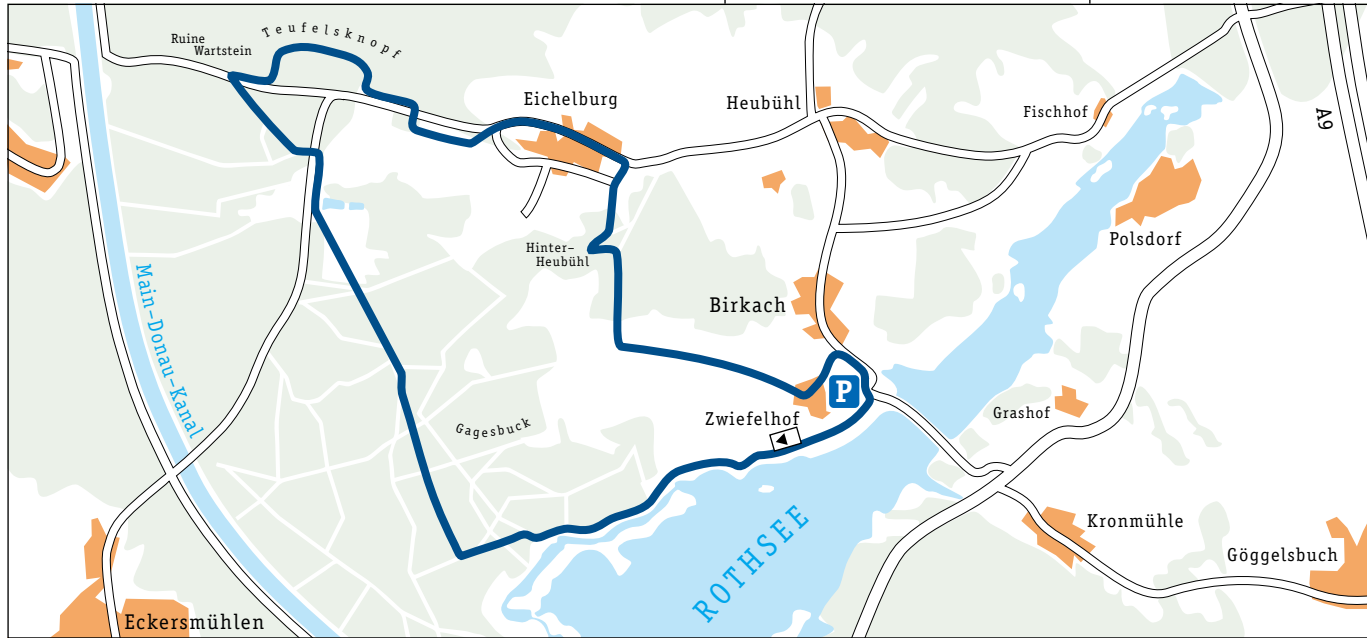 Teufelsknopf
Ruine
Wartstein
Eichelburg
Heubühl
Fischhof
A9
Polsdorf
Hinter-
Heubühl
Main-Donau-Kanal
Birkach
P
Zwiefelhof
Grashof
Gagesbuck
ROTHSEE
Kronmühle
Göggelsbuch
Eckersmühlen